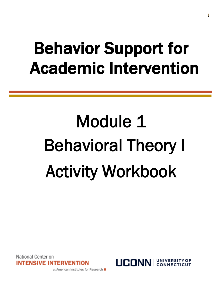 Behavior Support for
Academic Intervention
Module 1
Behavioral Theory I
Activity Workbook
National Center on
INTENSIVE INTERVENTION
UCONN UNIVERSITY OF
CONNECTICUT